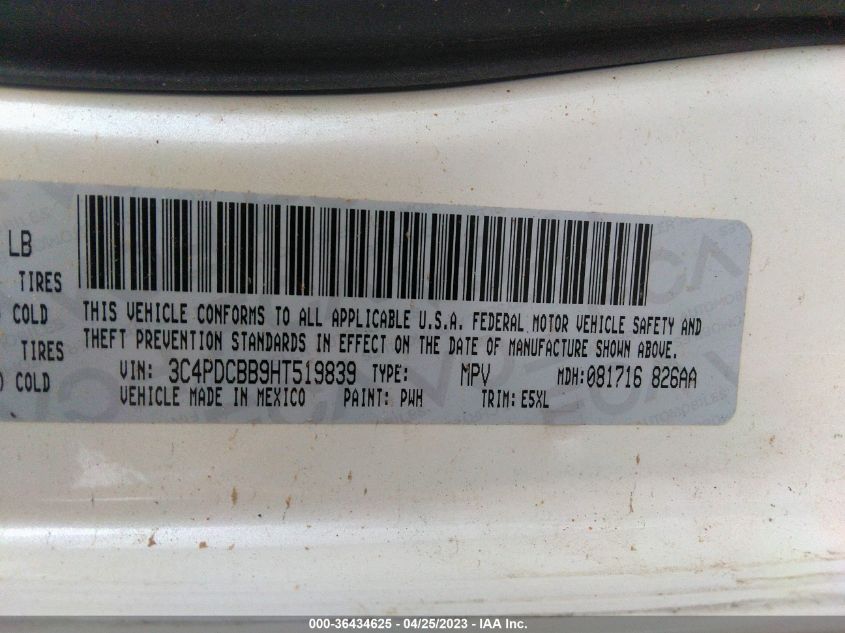 LB
TIRES
COLD
TIRES
COLD
THIS VEHICLE CONFORMS TO ALL APPLICABLE U.S.A. FEDERAL MOTOR VEHICLE SAFETY AND
THEFT PREVENTION STANDARDS IN EFFECT ON THE DATE OF MANUFACTURE SHOWN ABOVE.
VIN: 3C4PDCBB9HT519839 TYPE: MPV MDH:081716 826AA
VEHICLE MADE IN MEXICO PAINT: PWH TRIM: E5XL
000-36434625 - 04/25/2023 - IAA Inc.